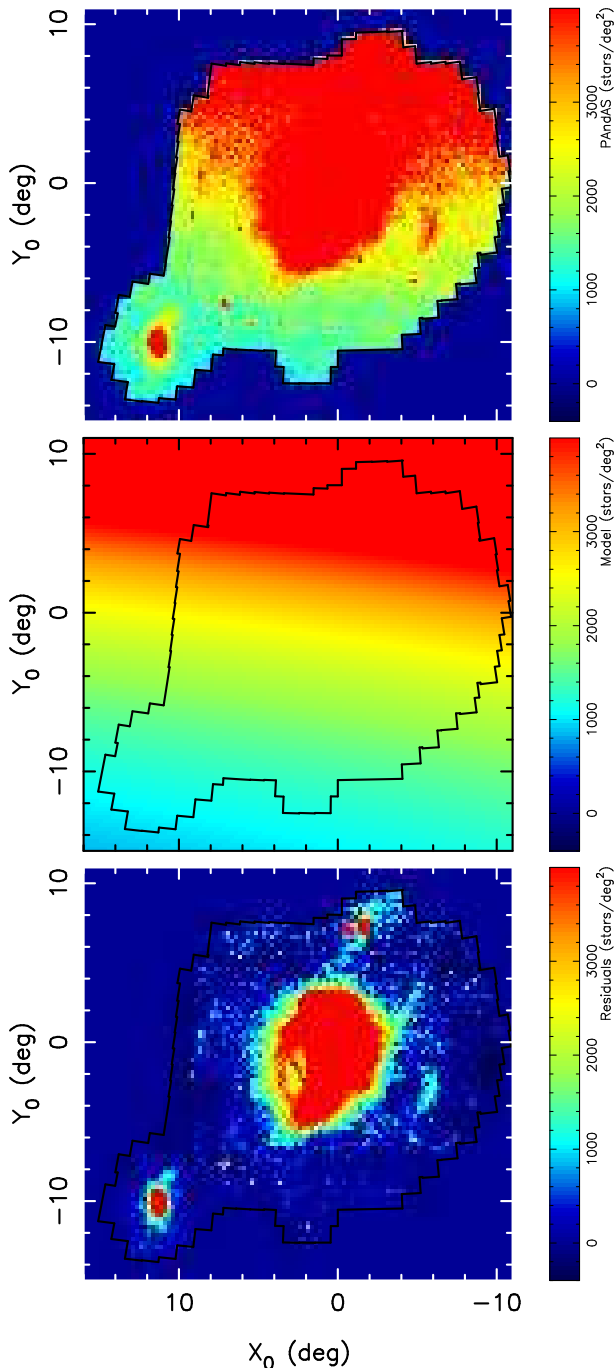 10
0
−10
Y₀ (deg)
0 1000 2000 3000
PAndAS (stars/deg²)
10
0
−10
Y₀ (deg)
0 1000 2000 3000
Model (stars/deg²)
10
0
−10
Y₀ (deg)
0 1000 2000 3000
Residuals (stars/deg²)
10 0 −10
X₀ (deg)